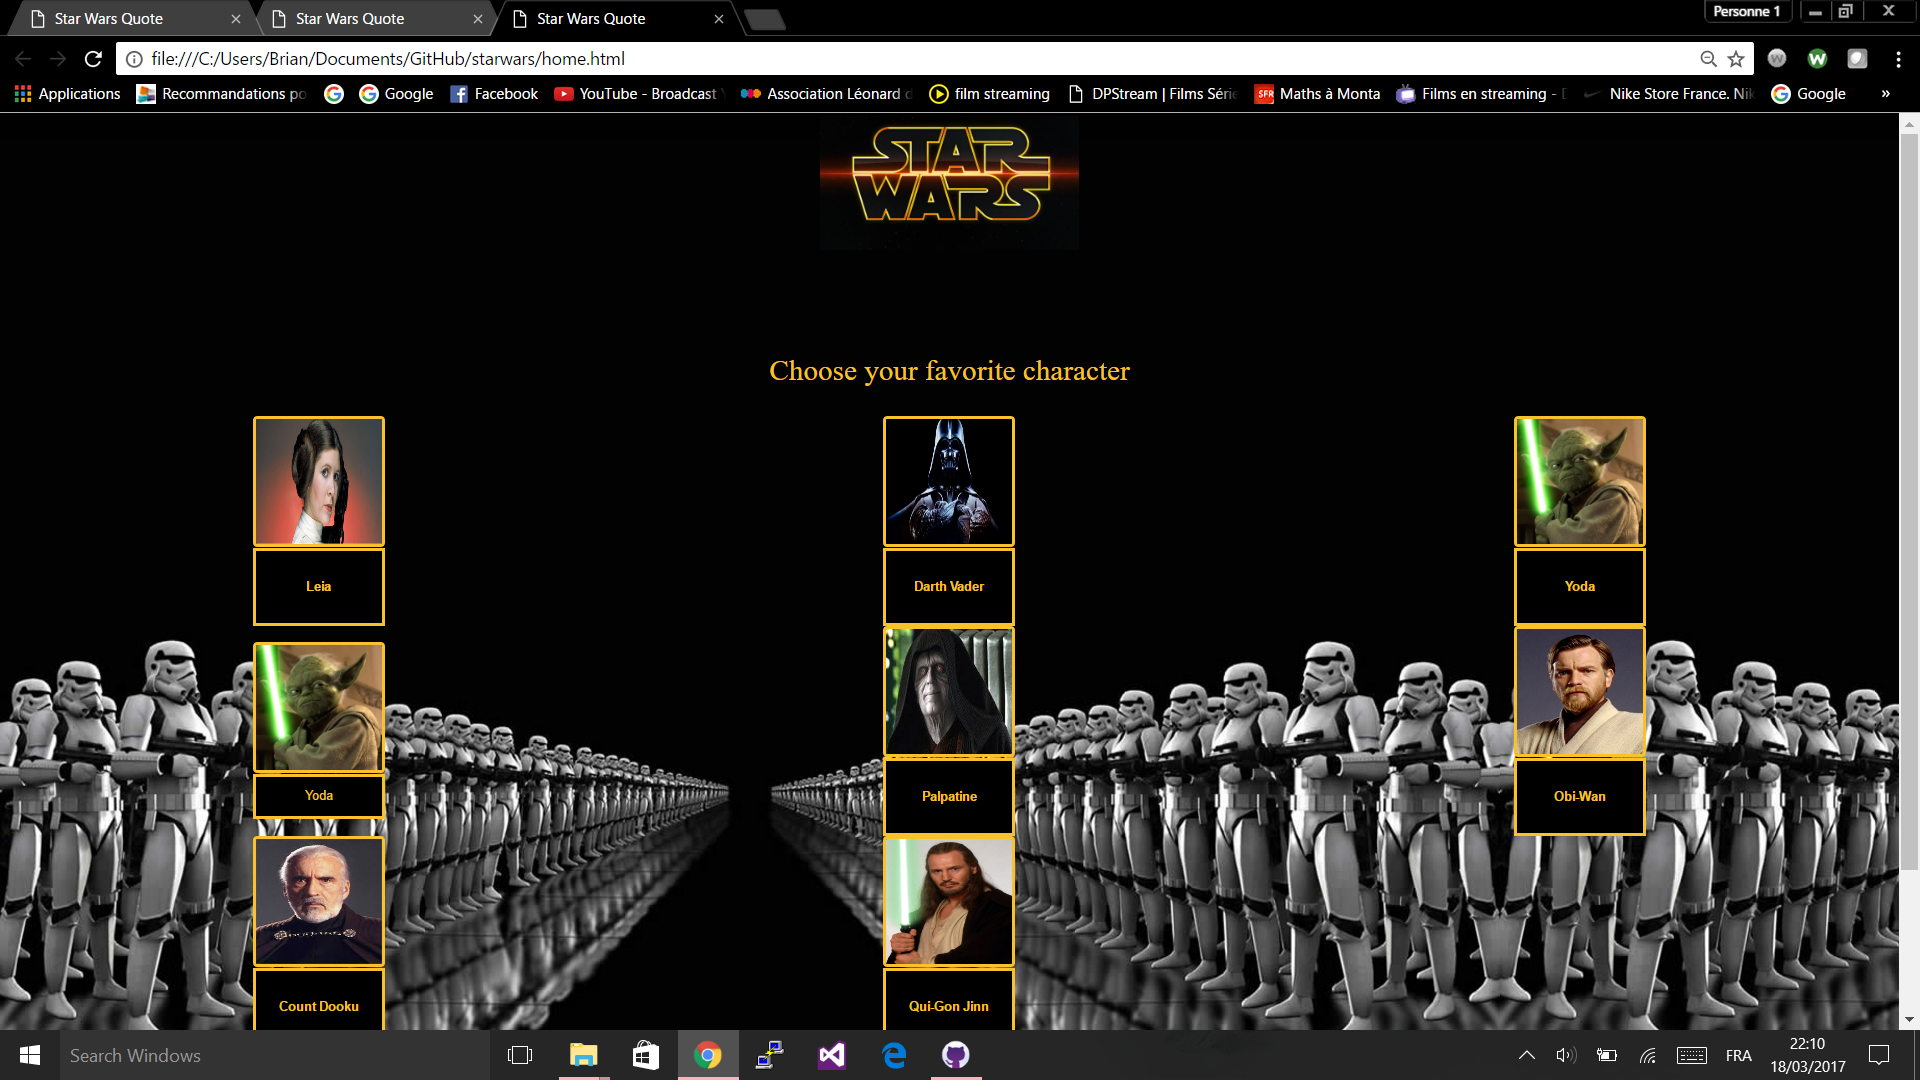 Star Wars Quote
Star Wars Quote
Star Wars Quote
Personne 1
file:///C:/Users/Brian/Documents/GitHub/starwars/home.html
W
W
Applications
Recommandations po
Google
Facebook
YouTube - Broadcast
Association Léonard d
film streaming
DPStream | Films Série
SFR
Maths à Monta
Films en streaming - D
Nike Store France. Nik
Google
»
STAR
WARS
Choose your favorite character
Leia
Darth Vader
Yoda
Yoda
Palpatine
Obi-Wan
Count Dooku
Qui-Gon Jinn
Search Windows
FRA
22:10
18/03/2017